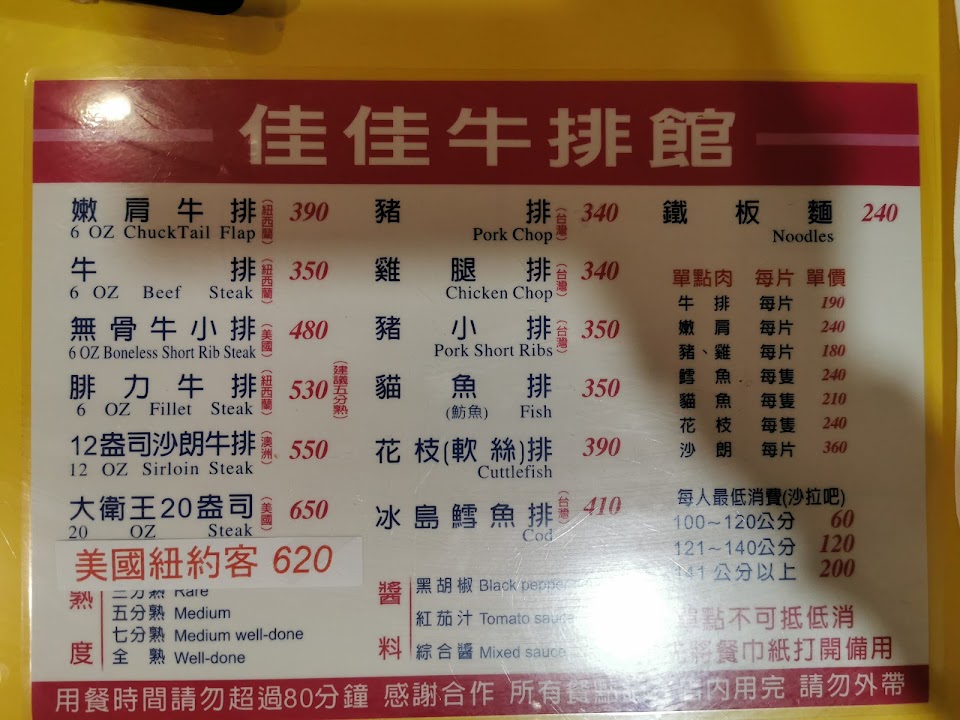 佳佳牛排館
嫩肩牛排(紐西蘭) 390
6 OZ ChuckTail Flap
牛排(紐西蘭) 350
6 OZ Beef Steak
無骨牛小排(美國) 480
6 OZ Boneless Short Rib Steak
腓力牛排(紐西蘭) 530 (建議五分熟)
6 OZ Fillet Steak
12盎司沙朗牛排(澳洲) 550
12 OZ Sirloin Steak
大衛王20盎司(美國) 650
20 OZ Steak
美國紐約客 620
熟度
三分熟 Rare
五分熟 Medium
七分熟 Medium well-done
全熟 Well-done
豬排(台灣) 340
Pork Chop
雞腿排(台灣) 340
Chicken Chop
豬小排(台灣) 350
Pork Short Ribs
貓魚排 350
(魴魚) Fish
花枝(軟絲)排 390
Cuttlefish
冰島鱈魚排(台灣) 410
Cod
醬料
黑胡椒 Black pepper
紅茄汁 Tomato sauce
綜合醬 Mixed sauce
鐵板麵 240
Noodles
單點肉 每片 單價
牛排 每片 190
嫩肩 每片 240
豬、雞 每片 180
鱈魚 每隻 240
貓魚 每隻 210
花枝 每隻 240
沙朗 每片 360
每人最低消費(沙拉吧)
100～120公分 60
121～140公分 120
141公分以上 200
單點不可抵低消
將餐巾紙打開備用
用餐時間請勿超過80分鐘 感謝合作 所有餐點 內用完 請勿外帶